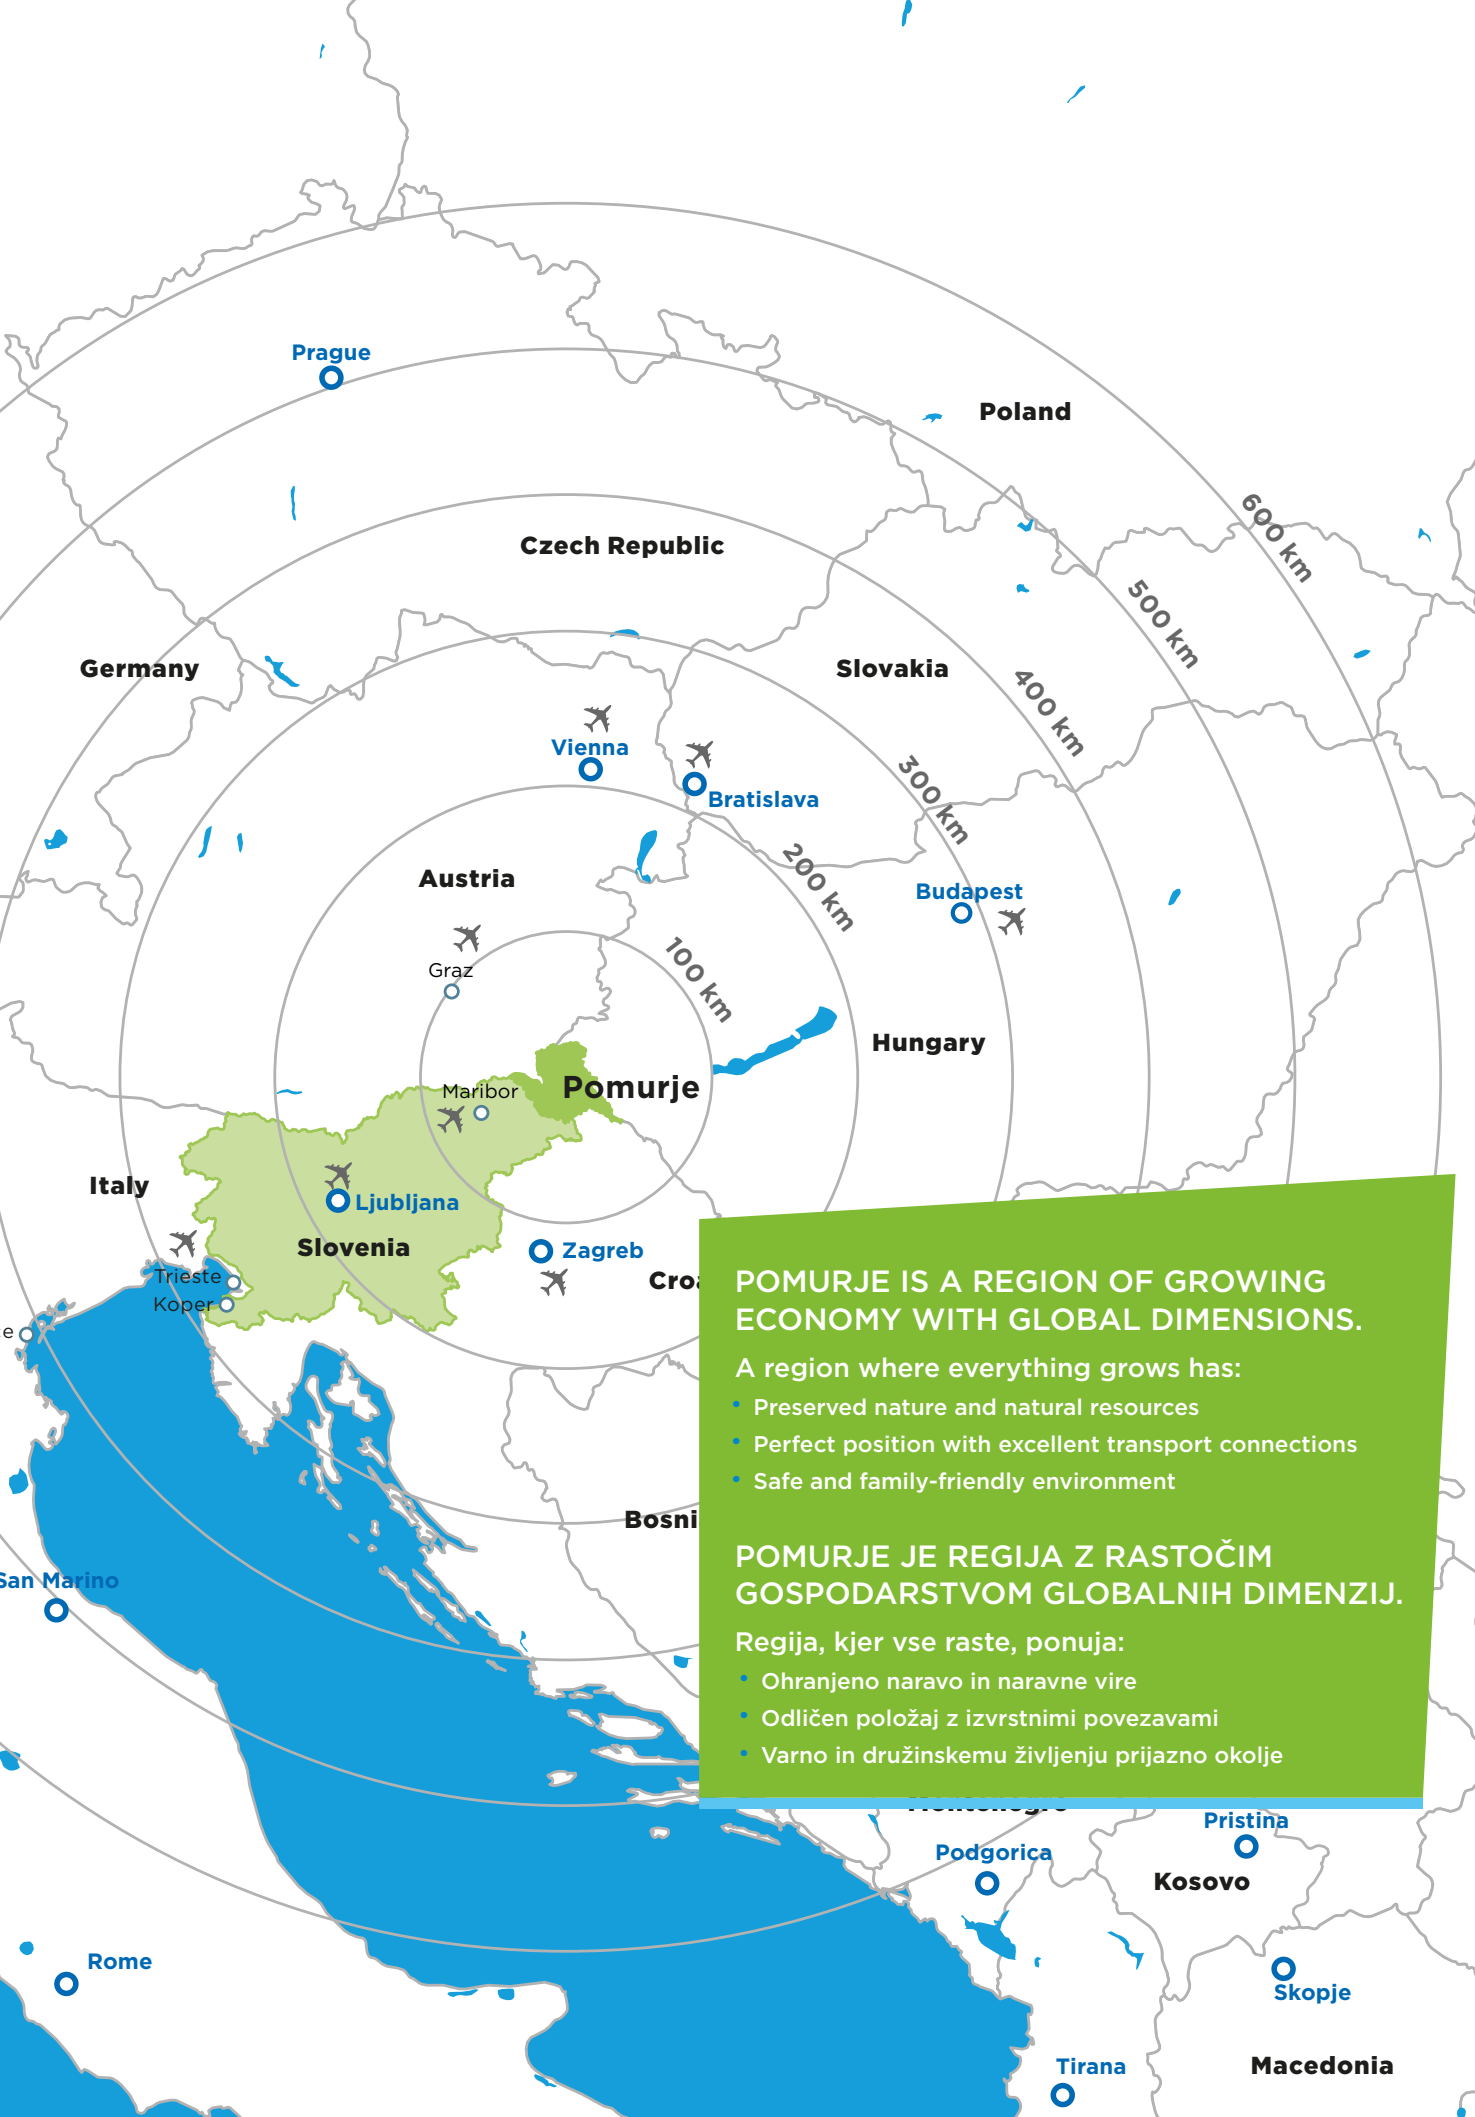 Prague
Poland
600 km
Czech Republic
500 km
Germany
Slovakia
400 km
Vienna
300 km
Bratislava
200 km
Austria
Budapest
100 km
Graz
Hungary
Pomurje
Maribor
Italy
Ljubljana
Slovenia
Zagreb
Trieste
Koper
Croa
e
POMURJE IS A REGION OF GROWING
ECONOMY WITH GLOBAL DIMENSIONS.
A region where everything grows has:
• Preserved nature and natural resources
• Perfect position with excellent transport connections
• Safe and family-friendly environment
Bosni
POMURJE JE REGIJA Z RASTOČIM
GOSPODARSTVOM GLOBALNIH DIMENZIJ.
San Marino
Regija, kjer vse raste, ponuja:
• Ohranjeno naravo in naravne vire
• Odličen položaj z izvrstnimi povezavami
• Varno in družinskemu življenju prijazno okolje
Montenegro
Pristina
Podgorica
Kosovo
Rome
Skopje
Tirana
Macedonia